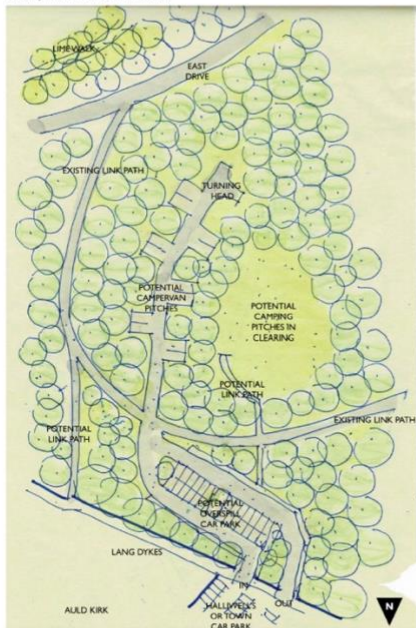 LIME WALK
EAST
DRIVE
EXISTING LINK PATH
TURNING
HEAD
POTENTIAL
CAMPERVAN
PITCHES
POTENTIAL
CAMPING
PITCHES IN
CLEARING
POTENTIAL
LINK PATH
EXISTING LINK PATH
POTENTIAL
LINK PATH
POTENTIAL
OVERSPILL
CAR PARK
LANG DYKES
IN
OUT
AULD KIRK
HALLIWELL'S
OR TOWN
CAR PARK
N